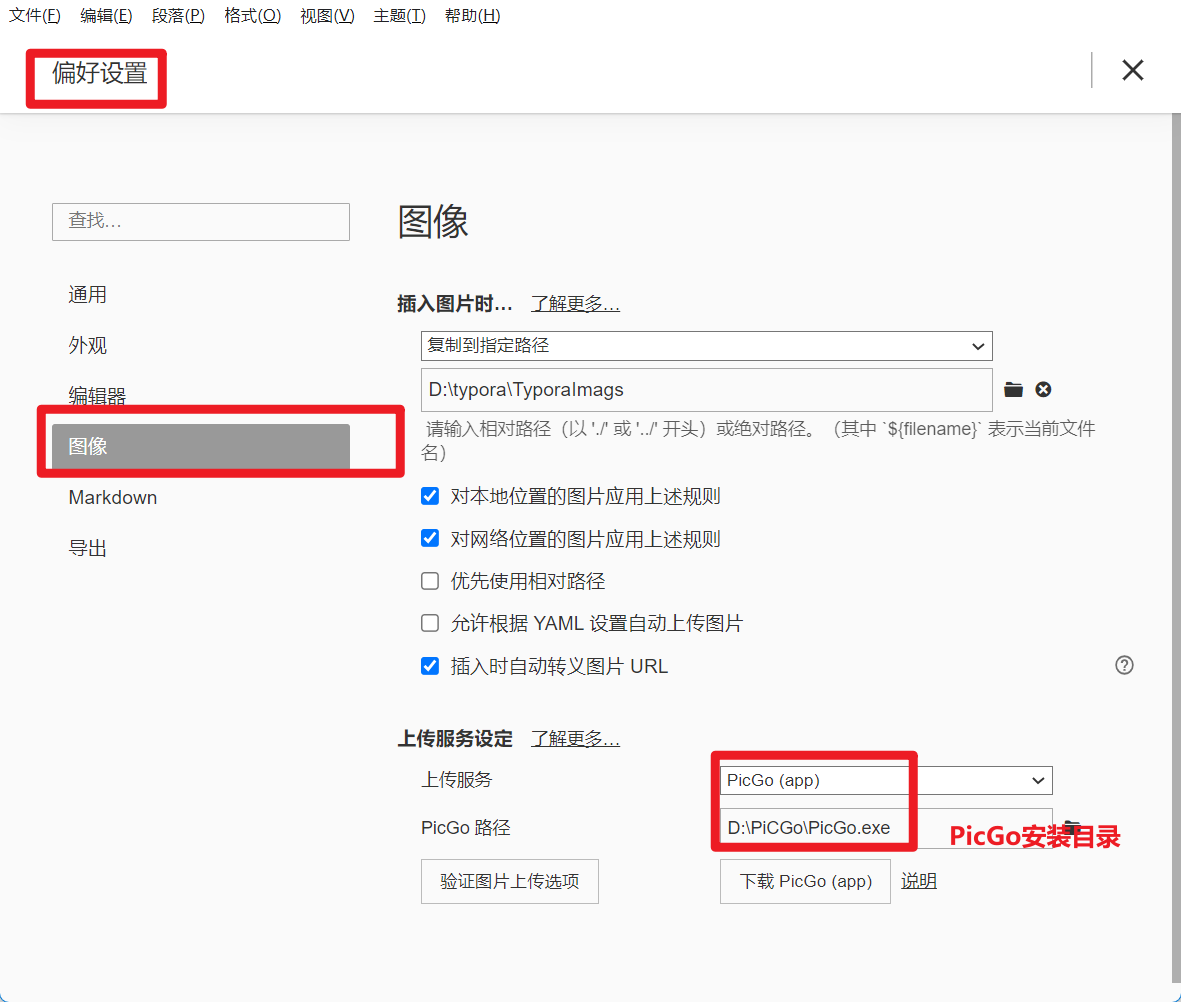 文件(F) 编辑(E) 段落(P) 格式(O) 视图(V) 主题(T) 帮助(H)
偏好设置
查找…
通用
外观
编辑器
图像
Markdown
导出
图像
插入图片时… 了解更多…
复制到指定路径
D:\typora\TyporaImags
请输入相对路径（以 './' 或 '../' 开头）或绝对路径。（其中 `${filename}` 表示当前文件
名）
对本地位置的图片应用上述规则
对网络位置的图片应用上述规则
优先使用相对路径
允许根据 YAML 设置自动上传图片
插入时自动转义图片 URL
上传服务设定 了解更多…
上传服务 PicGo (app)
PicGo 路径 D:\PiCGo\PicGo.exe PicGo安装目录
验证图片上传选项 下载 PicGo (app) 说明